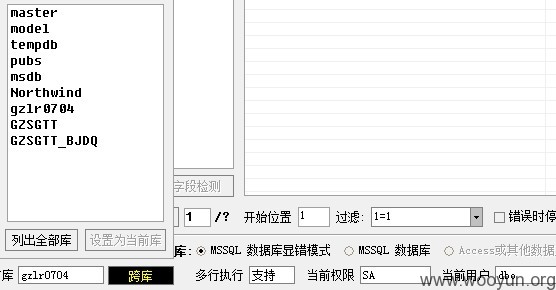 master
model
tempdb
pubs
msdb
Northwind
gzlr0704
GZSGTT
GZSGTT_BJDQ
字段检测
1 /? 开始位置 1 过滤: 1=1 错误时停
列出全部库 设置为当前库
库: MSSQL 数据库显错模式 MSSQL 数据库 Access或其他数据
库 gzlr0704 跨库 多行执行 支持 当前权限 SA 当前用户 dbo
www.wooyun.org